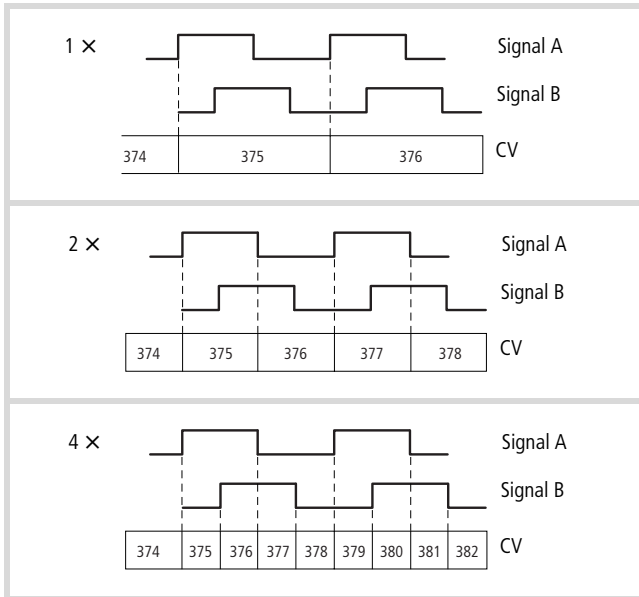 1 × Signal A
Signal B
374 375 376 CV
2 × Signal A
Signal B
374 375 376 377 378 CV
4 × Signal A
Signal B
374 375 376 377 378 379 380 381 382 CV